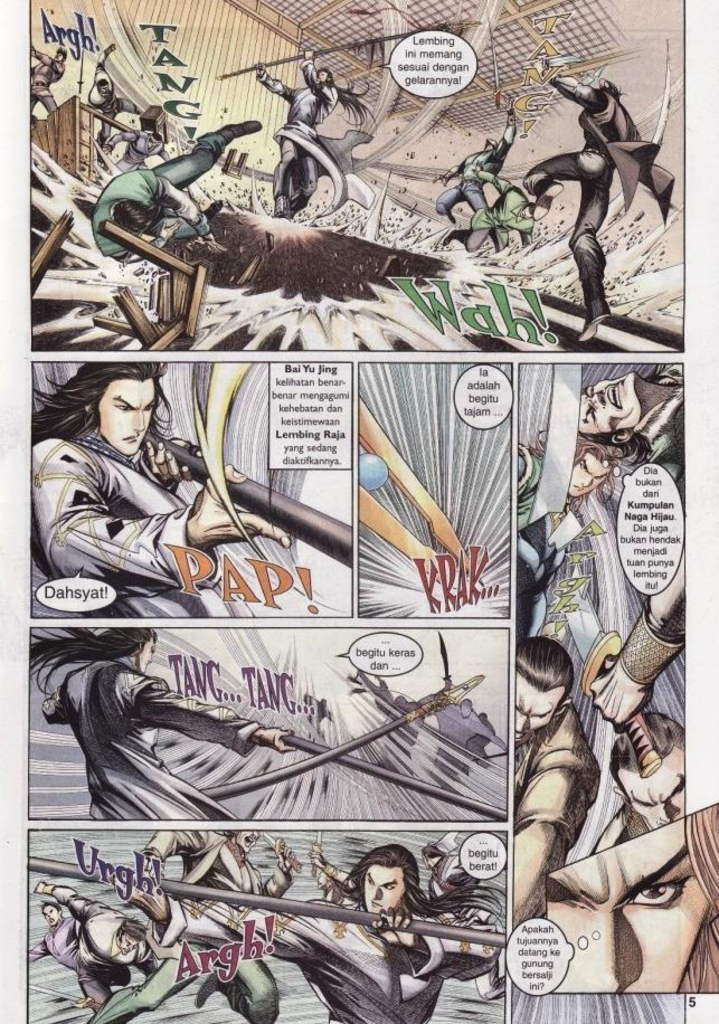 Argh!
TANG!
Lembing
ini memang
sesuai dengan
gelarannya!
TANG!
Wah!
Bai Yu Jing
kelihatan benar-
benar mengagumi
kehebatan dan
keistimewaan
Lembing Raja
yang sedang
diaktifkannya.
Dahsyat!
PAP!
Ia
adalah
begitu
tajam ...
KRAK...
Dia
bukan
dari
Kumpulan
Naga Hijau.
Dia juga
bukan hendak
menjadi
tuan punya
lembing
itu!
Argh!
TANG... TANG...
...
begitu keras
dan ...
Urgh!
Argh!
...
begitu
berat!
Apakah
tujuannya
datang ke
gunung
bersalji
ini?
5